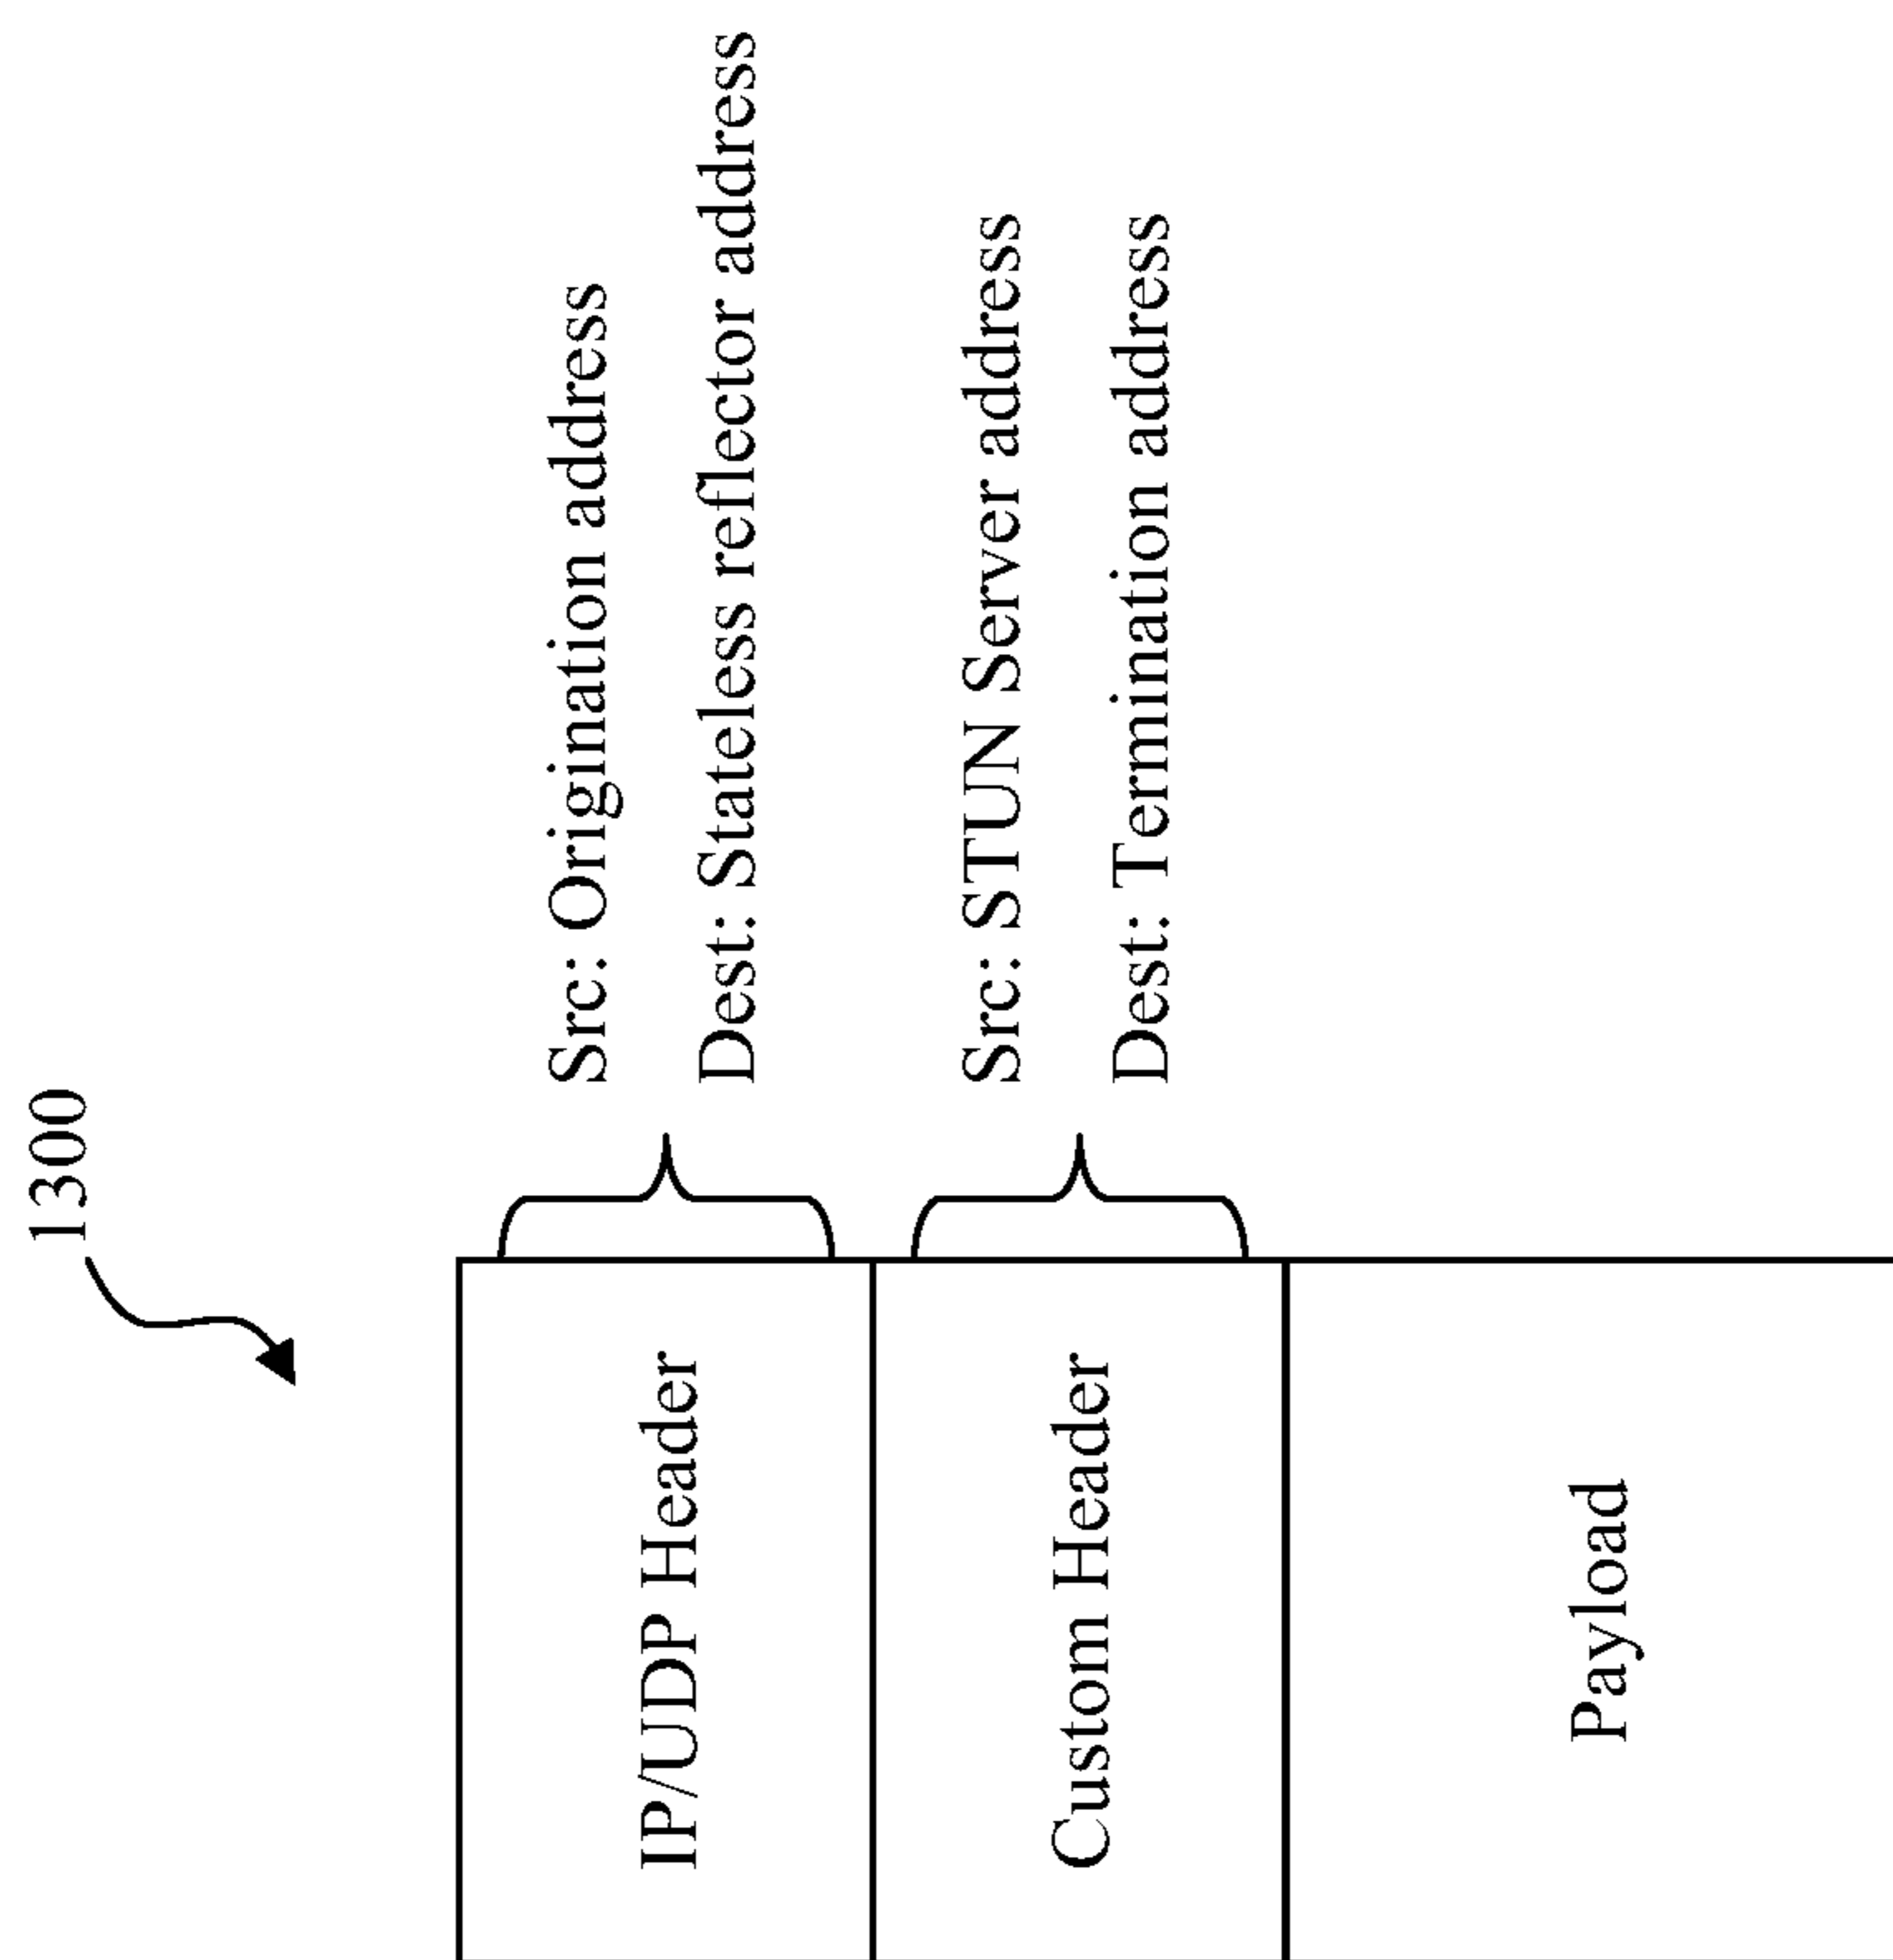 1300
IP/UDP Header
Src: Origination address
Dest: Stateless reflector address
Custom Header
Src: STUN Server address
Dest: Termination address
Payload